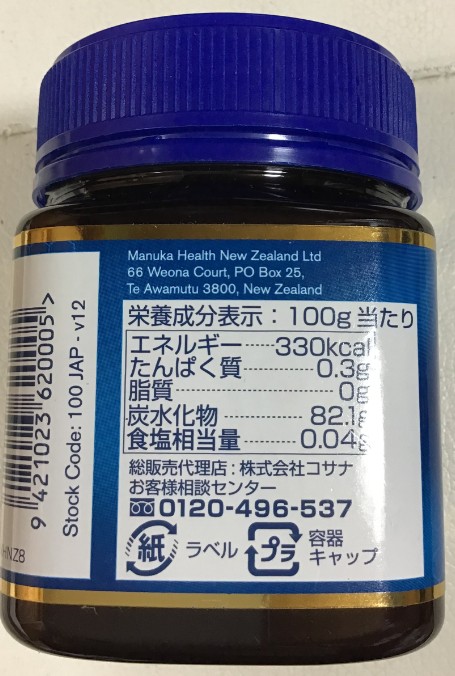 Manuka Health New Zealand Ltd
66 Weona Court, PO Box 25,
Te Awamutu 3800, New Zealand
栄養成分表示：100g 当たり
エネルギー 330kcal
たんぱく質 0.3g
脂質 0g
炭水化物 82.1g
食塩相当量 0.04g
総販売代理店：株式会社コサナ
お客様相談センター
0120-496-537
紙 ラベル プラ 容器
キャップ
9 421023 620005 >
Stock Code: 100 JAP - v12
HNZ8